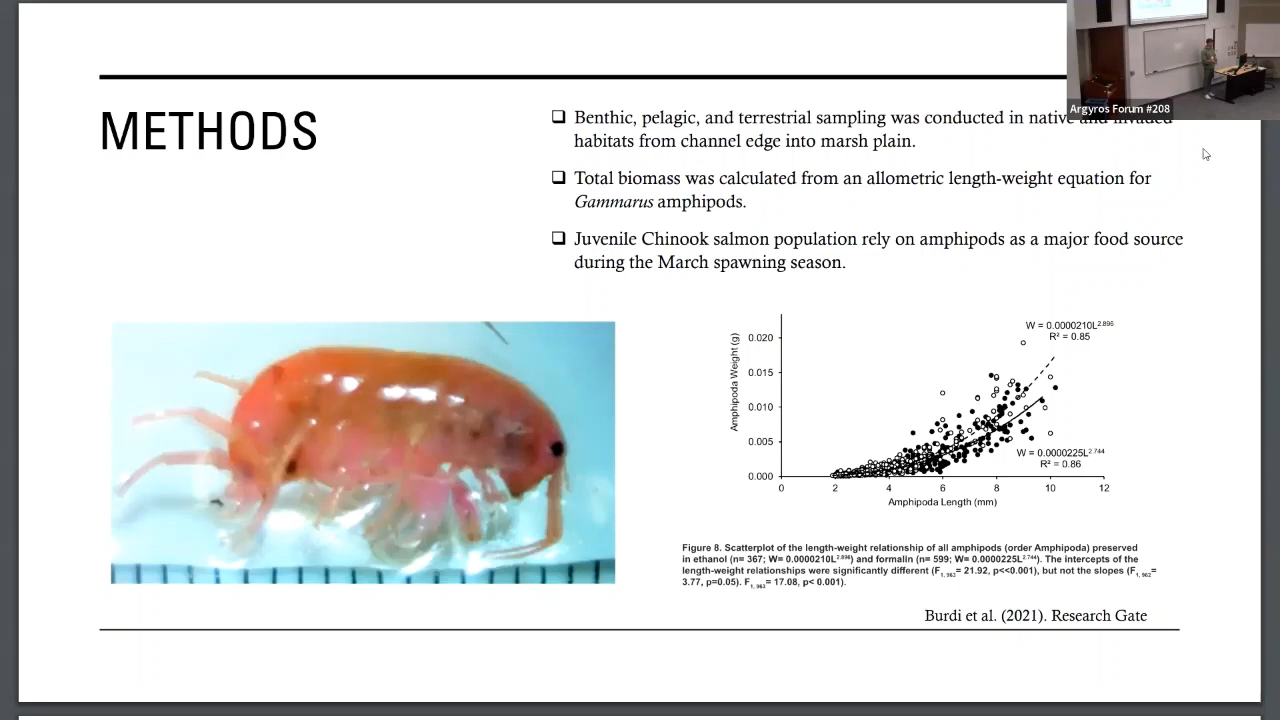 Argyros Forum #208
METHODS
❑ Benthic, pelagic, and terrestrial sampling was conducted in native and invaded
habitats from channel edge into marsh plain.
❑ Total biomass was calculated from an allometric length-weight equation for
Gammarus amphipods.
❑ Juvenile Chinook salmon population rely on amphipods as a major food source
during the March spawning season.
W = 0.0000210L2.896
R² = 0.85
0.020
0.015
0.010
0.005
0.000
Amphipoda Weight (g)
W = 0.0000225L2.744
R² = 0.86
0 2 4 6 8 10 12
Amphipoda Length (mm)
Figure 8. Scatterplot of the length-weight relationship of all amphipods (order Amphipoda) preserved
in ethanol (n= 367; W= 0.0000210L2.896) and formalin (n= 599; W= 0.0000225L2.744). The intercepts of the
length-weight relationships were significantly different (F1, 963= 21.92, p<<0.001), but not the slopes (F1, 962=
3.77, p=0.05). F1, 963= 17.08, p< 0.001).
Burdi et al. (2021). Research Gate